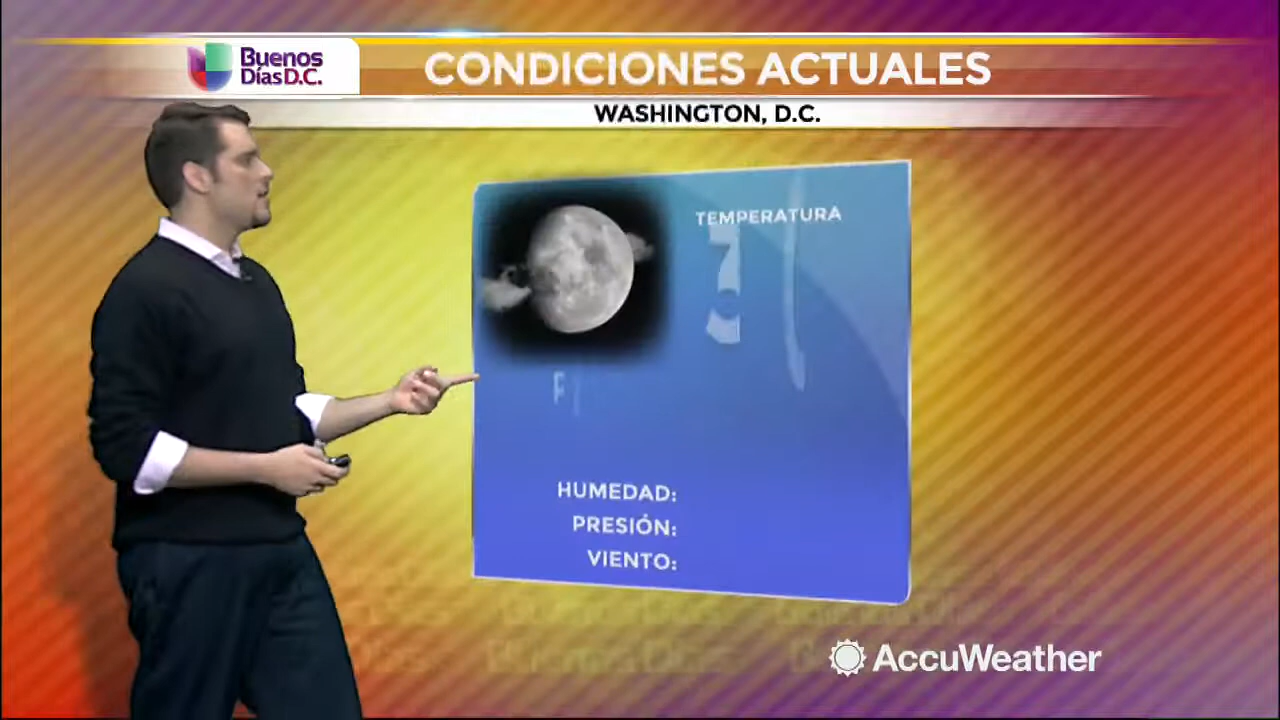 Buenos
Días D.C.
CONDICIONES ACTUALES
WASHINGTON, D.C.
TEMPERATURA
HUMEDAD:
PRESIÓN:
VIENTO:
AccuWeather